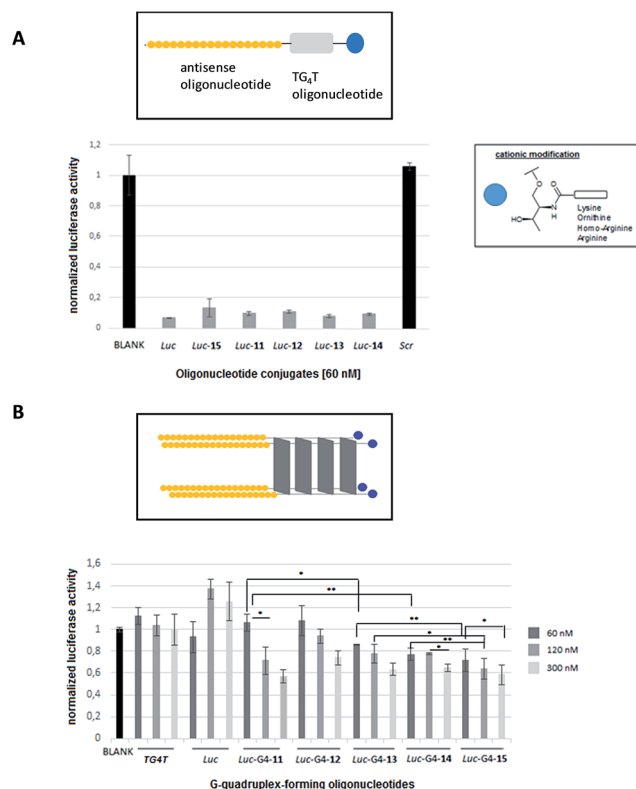 A
antisense
oligonucleotide
TG4T
oligonucleotide
normalized luciferase activity
1,2
1
0,8
0,6
0,4
0,2
0
BLANK Luc Luc-15 Luc-11 Luc-12 Luc-13 Luc-14 Scr
Oligonucleotide conjugates [60 nM]
cationic modification
O
O
N
H
HO
Lysine
Ornithine
Homo-Arginine
Arginine
B
normalized luciferase activity
1,6
1,4
1,2
1
0,8
0,6
0,4
0,2
0
*
**
*
**
*
**
*
*
60 nM
120 nM
300 nM
BLANK TG4T Luc Luc-G4-11 Luc-G4-12 Luc-G4-13 Luc-G4-14 Luc-G4-15
G-quadruplex-forming oligonucleotides